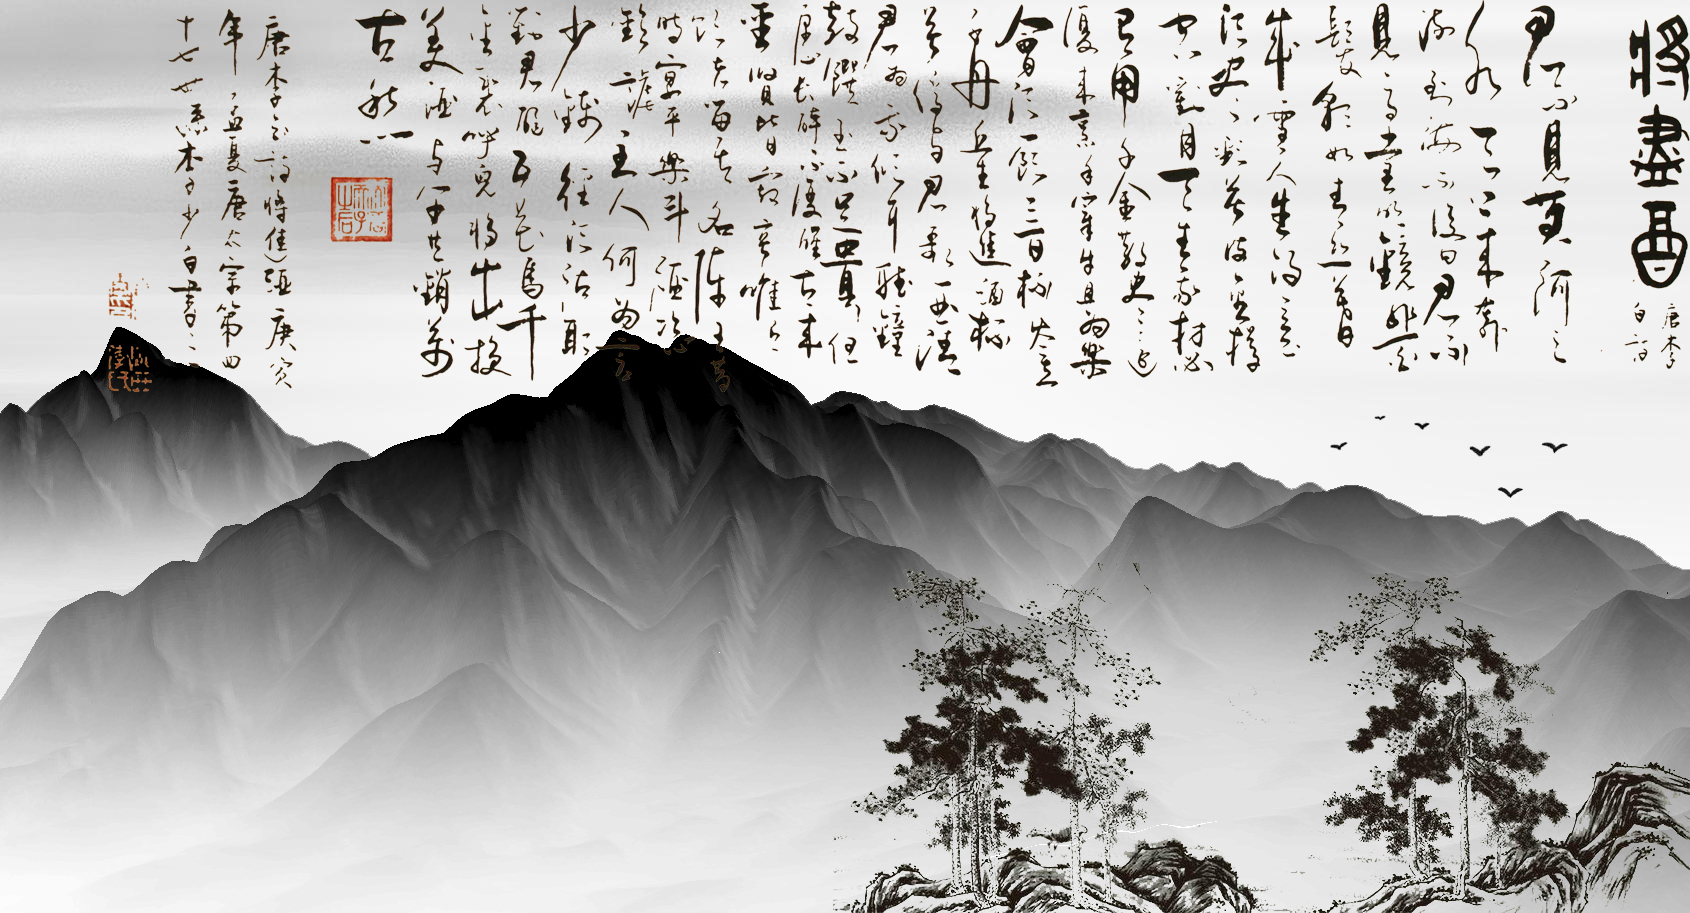 將盡酉
唐李白詩
君不見黃河之
水天上來奔
流到海不復回君不
見高堂明鏡悲白
髮朝如青絲暮
成雪人生得意
須盡歡莫使金樽
空對月天生我材必
有用千金散盡還
復來烹羊宰牛且為樂
會須一飲三百杯岑夫
子丹丘生將進酒杯
莫停與君歌一曲請
君為我傾耳聽鐘
鼓饌玉不足貴但
願長醉不復醒古來
聖賢皆寂寞惟有
飲者留其名陳王昔
時宴平樂斗酒恣
歡謔主人何為言
少錢徑須沽取
對君酌五花馬千
金裘呼兒將出換
美酒與爾同銷萬
古愁
唐李白詩將進酒庚寅
年孟夏唐太宗第四
十七世孫李少白書